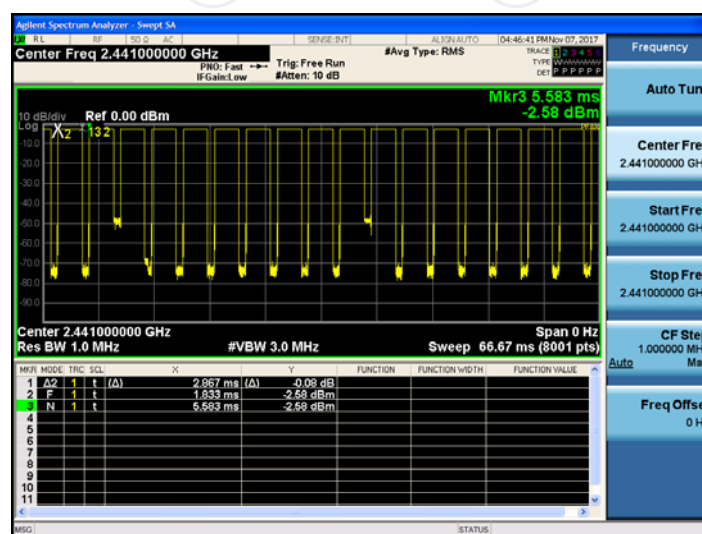 Agilent Spectrum Analyzer - Swept SA
RL RF 50 Ω AC SENSE:INT ALIGNAUTO 04:46:41 PMNov 07, 2017
Center Freq 2.441000000 GHz #Avg Type: RMS TRACE 1 2 3 4 5 6
PNO: Fast Trig: Free Run TYPE
IFGain:Low #Atten: 10 dB DET P P P P P P
Mkr3 5.583 ms
10 dB/div Ref 0.00 dBm -2.58 dBm
Log
-10.0
-20.0
-30.0
-40.0
-50.0
-60.0
-70.0
-80.0
-90.0
Center 2.441000000 GHz Span 0 Hz
Res BW 1.0 MHz #VBW 3.0 MHz Sweep 66.67 ms (8001 pts)
MKR MODE TRC SCL X Y FUNCTION FUNCTION WIDTH FUNCTION VALUE
1 Δ2 1 t (Δ) 2.867 ms (Δ) -0.08 dB
2 F 1 t 1.833 ms -2.58 dBm
3 N 1 t 5.583 ms -2.58 dBm
4
5
6
7
8
9
10
11
MSG STATUS
Frequency
Auto Tun
Center Fre
2.441000000 GH
Start Fre
2.441000000 GH
Stop Fre
2.441000000 GH
CF Ste
1.000000 MH
Auto Ma
Freq Offse
0 H